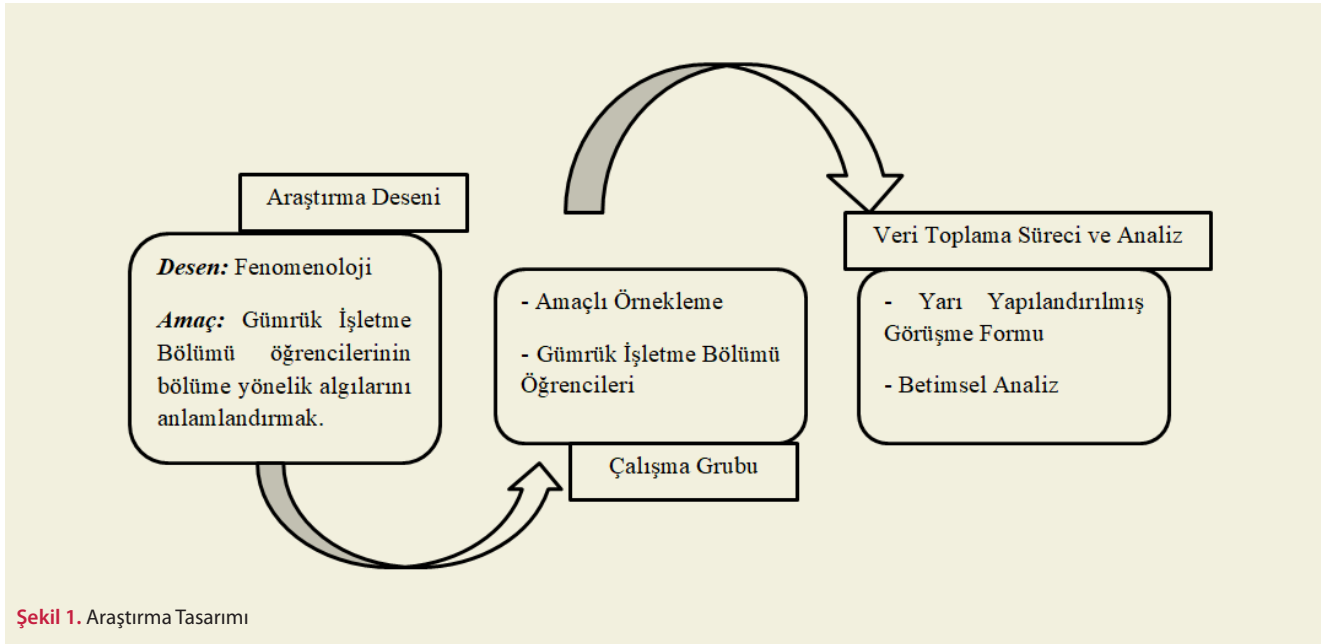 Araştırma Deseni
Desen: Fenomenoloji
Amaç: Gümrük İşletme
Bölümü öğrencilerinin
bölüme yönelik algılarını
anlamlandırmak.
- Amaçlı Örnekleme
- Gümrük İşletme Bölümü
Öğrencileri
Çalışma Grubu
Veri Toplama Süreci ve Analiz
- Yarı Yapılandırılmış
Görüşme Formu
- Betimsel Analiz
Şekil 1. Araştırma Tasarımı